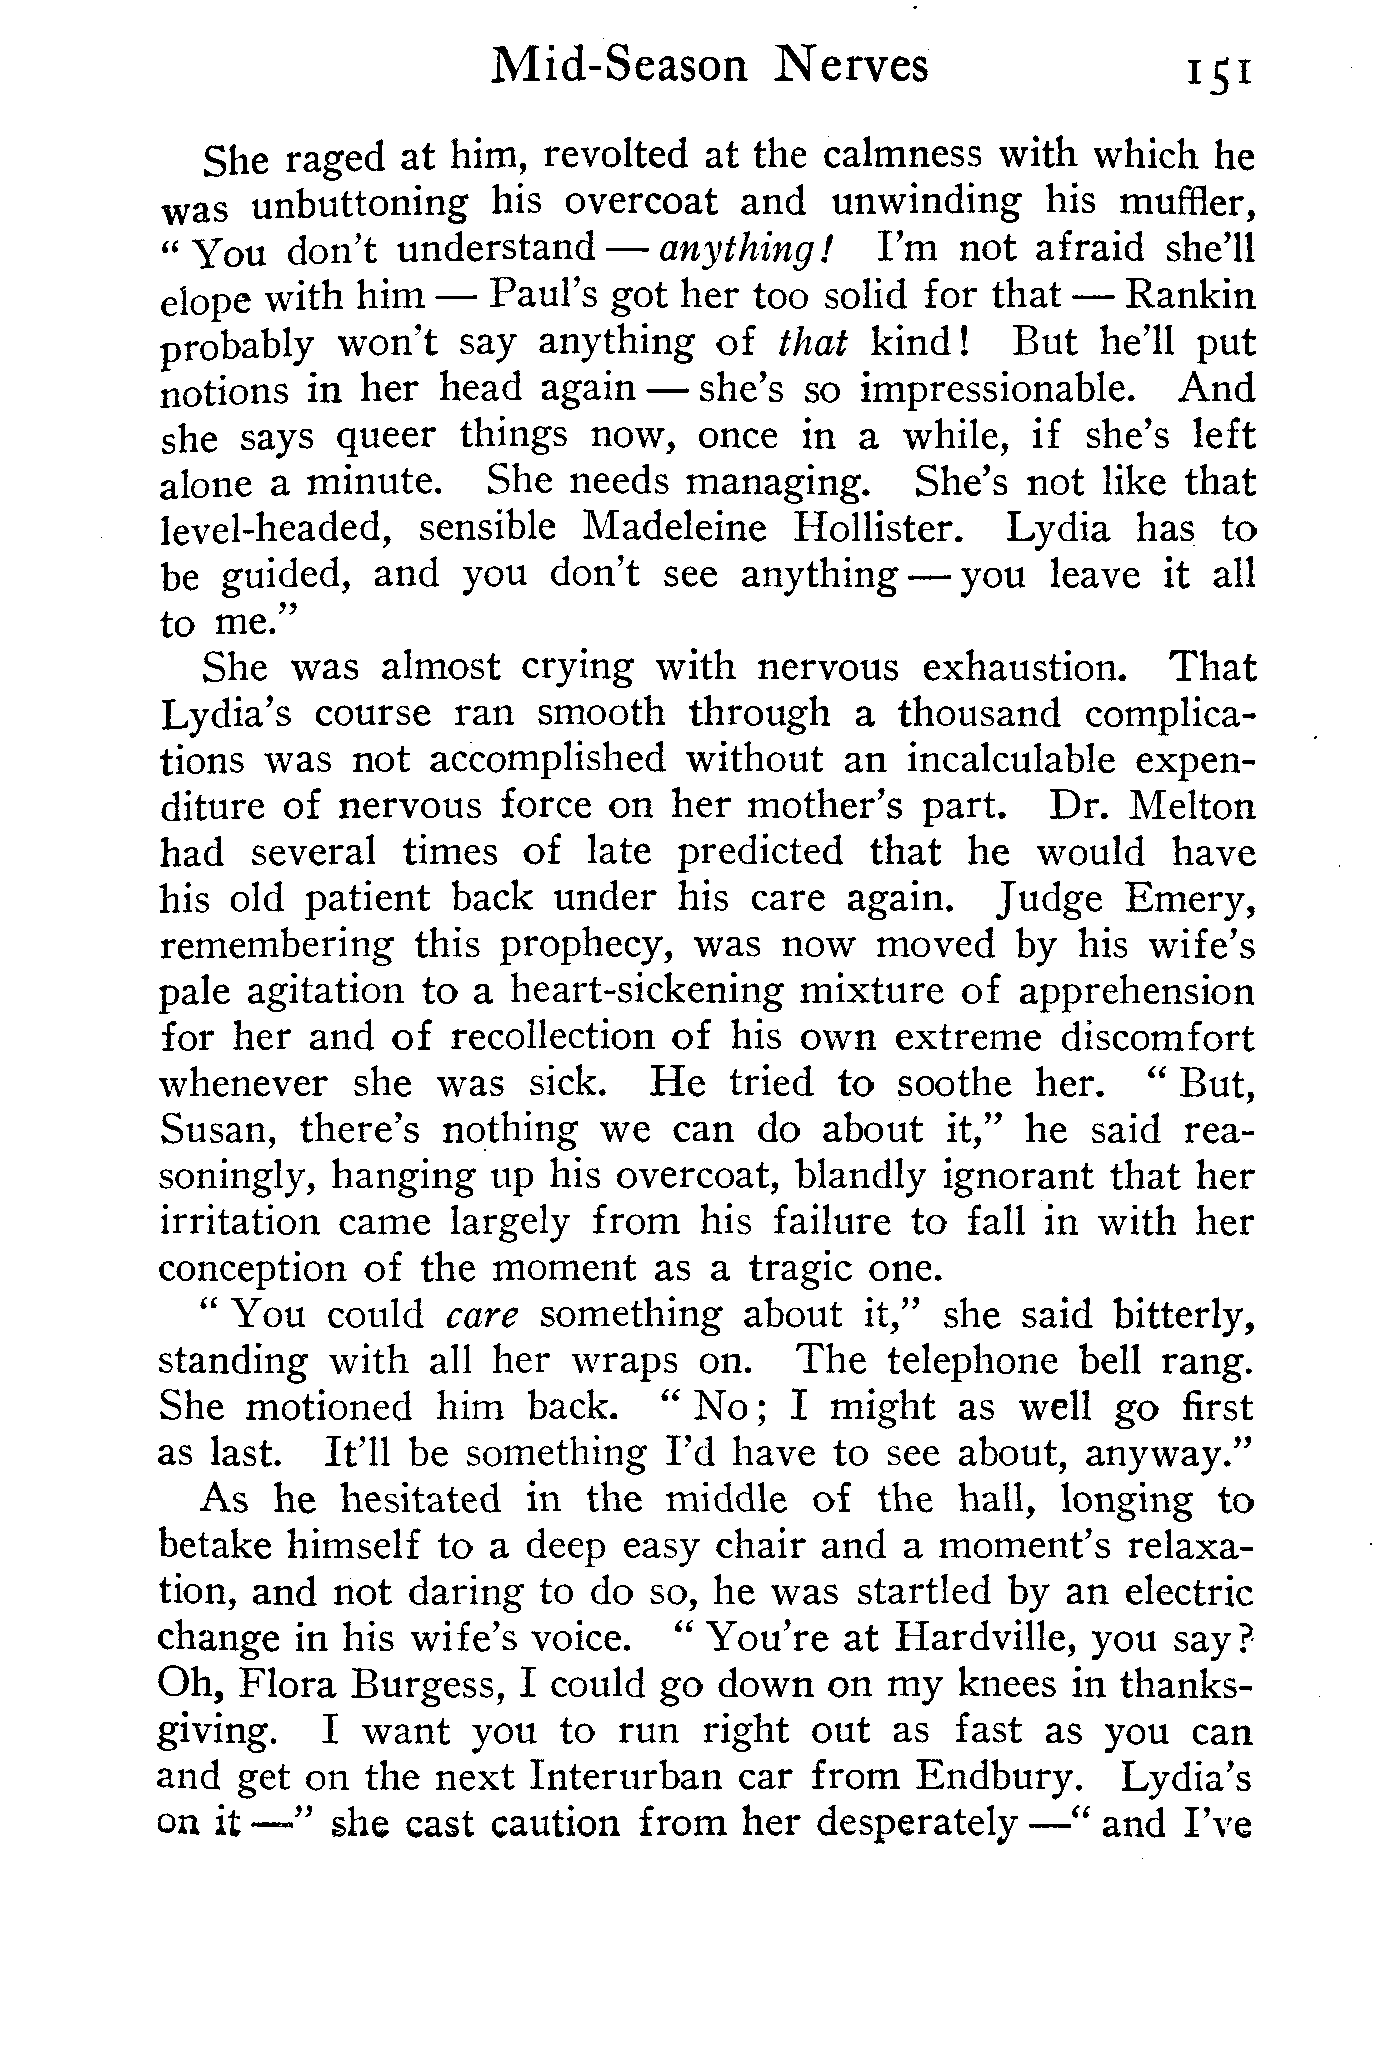 Mid-Season Nerves 151
She raged at him, revolted at the calmness with which he
was unbuttoning his overcoat and unwinding his muffler,
“ You don't understand — anything! I'm not afraid she'll
elope with him — Paul's got her too solid for that — Rankin
probably won't say anything of that kind! But he'll put
notions in her head again — she's so impressionable. And
she says queer things now, once in a while, if she's left
alone a minute. She needs managing. She's not like that
level-headed, sensible Madeleine Hollister. Lydia has to
be guided, and you don't see anything — you leave it all
to me.”
She was almost crying with nervous exhaustion. That
Lydia's course ran smooth through a thousand complica-
tions was not accomplished without an incalculable expen-
diture of nervous force on her mother's part. Dr. Melton
had several times of late predicted that he would have
his old patient back under his care again. Judge Emery,
remembering this prophecy, was now moved by his wife's
pale agitation to a heart-sickening mixture of apprehension
for her and of recollection of his own extreme discomfort
whenever she was sick. He tried to soothe her. “ But,
Susan, there's nothing we can do about it,” he said rea-
soningly, hanging up his overcoat, blandly ignorant that her
irritation came largely from his failure to fall in with her
conception of the moment as a tragic one.
“ You could care something about it,” she said bitterly,
standing with all her wraps on. The telephone bell rang.
She motioned him back. “ No; I might as well go first
as last. It'll be something I'd have to see about, anyway.”
As he hesitated in the middle of the hall, longing to
betake himself to a deep easy chair and a moment's relaxa-
tion, and not daring to do so, he was startled by an electric
change in his wife's voice. “ You're at Hardville, you say?
Oh, Flora Burgess, I could go down on my knees in thanks-
giving. I want you to run right out as fast as you can
and get on the next Interurban car from Endbury. Lydia's
on it —” she cast caution from her desperately —“ and I've